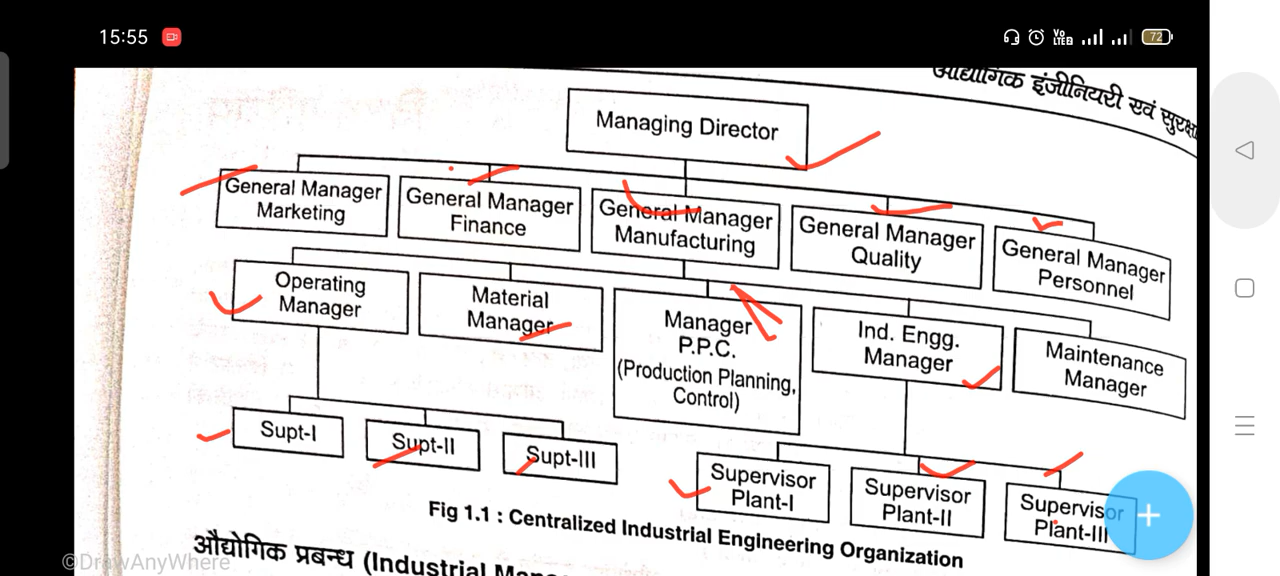 15:55
Vo
LTE2
72
औद्योगिक इंजीनियरी एवं सुरक्षा
Managing Director
General Manager
Marketing
General Manager
Finance
General Manager
Manufacturing
General Manager
Quality
General Manager
Personnel
Operating
Manager
Material
Manager
Manager
P.P.C.
(Production Planning,
Control)
Ind. Engg.
Manager
Maintenance
Manager
Supt-I
Supt-II
Supt-III
Supervisor
Plant-I
Supervisor
Plant-II
Supervisor
Plant-III
Fig 1.1 : Centralized Industrial Engineering Organization
औद्योगिक प्रबन्ध (Industrial
©DrawAnyWhere